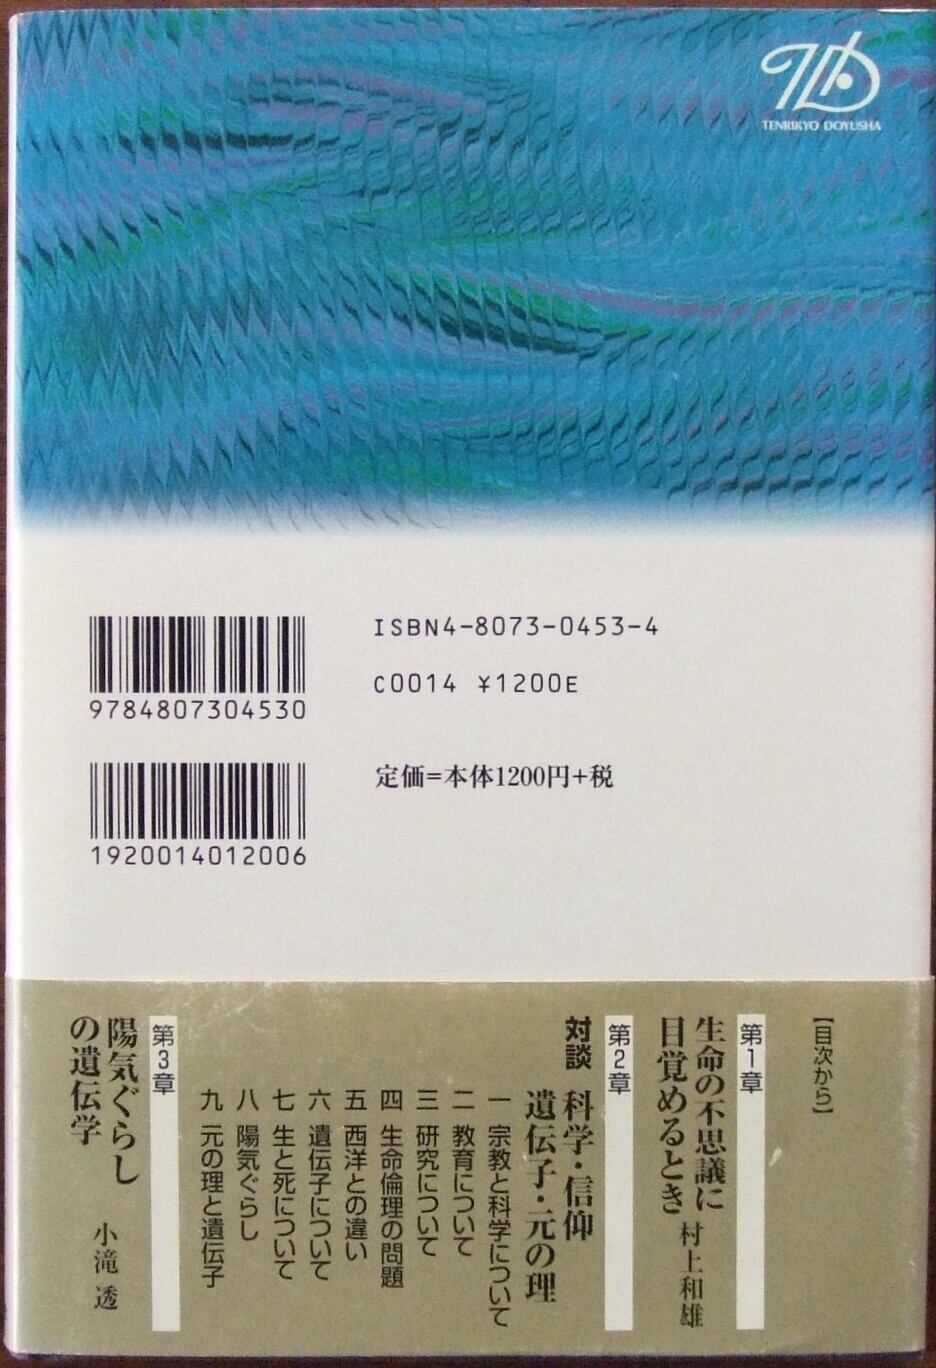 TENRIKYO DOYUSHA
ISBN4-8073-0453-4
9784807304530
C0014 ¥1200E
定価=本体1200円+税
1920014012006
【目次から】
第1章
生命の不思議に
目覚めるとき 村上和雄
第2章
対談 科学・信仰
遺伝子・元の理
一 宗教と科学について
二 教育について
三 研究について
四 生命倫理の問題
五 西洋との違い
六 遺伝子について
七 生と死について
八 陽気ぐらし
九 元の理と遺伝子
第3章
陽気ぐらし
の遺伝学 小滝 透